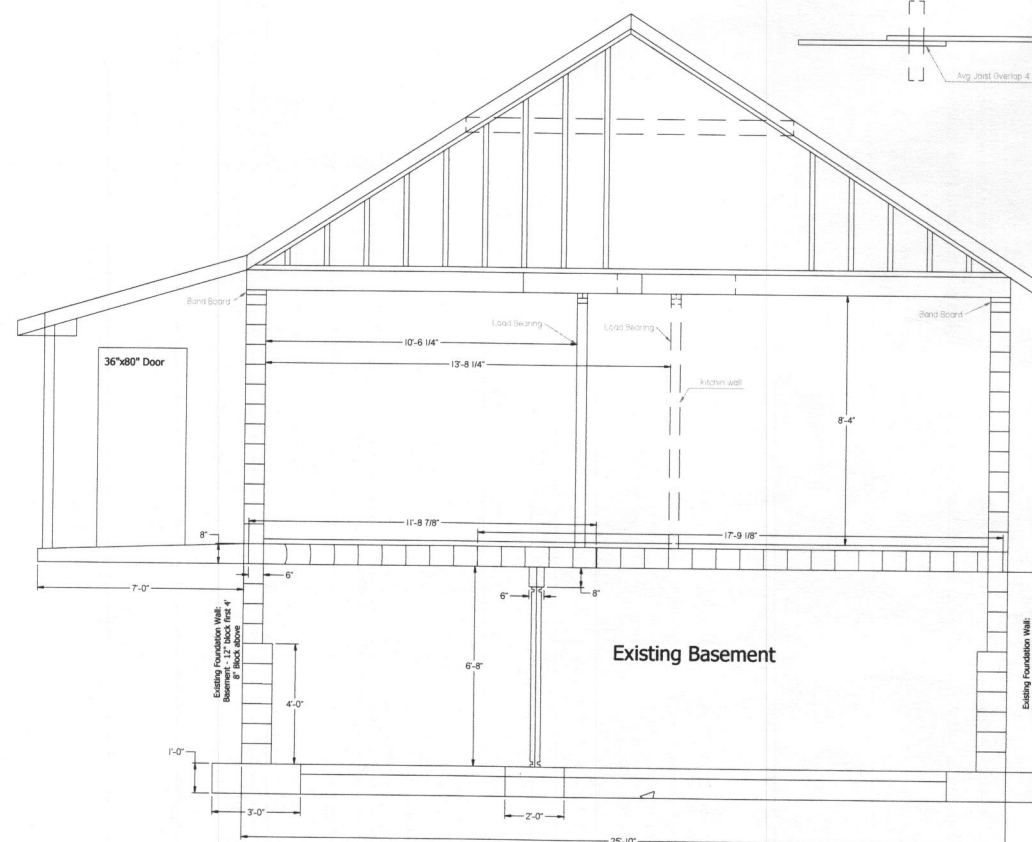 Avg Joist Overlap 4
Band Board
Load Bearing
Load Bearing
Band Board
10'-6 1/4"
36"x80" Door
13'-8 1/4"
kitchin wall
8'-4"
11'-8 7/8"
17'-9 1/8"
8"
6"
7'-0"
6"
8"
Existing Foundation Wall:
Basement - 12" block first 4'
8" Block above
Existing Basement
6'-8"
4'-0"
Existing Foundation Wall:
1'-0"
3'-0"
2'-0"
25'-10"